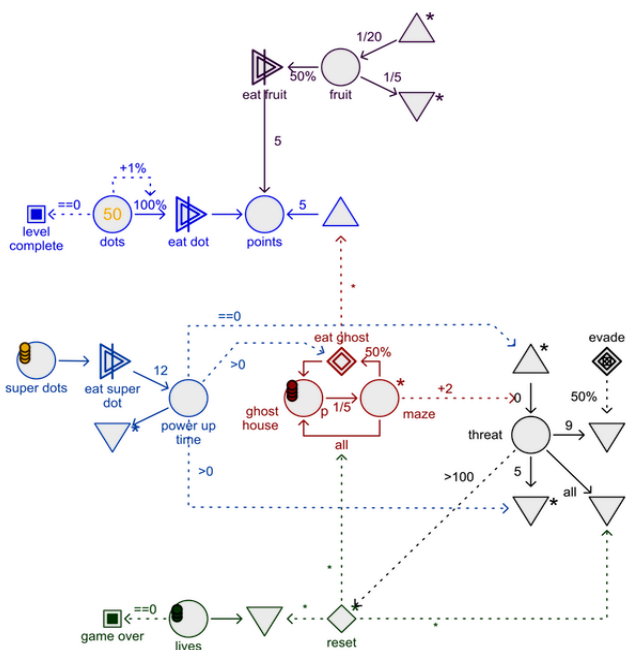 *
1/20
50%
1/5
eat fruit
fruit
*
5
+1%
==0
50
100%
5
level
complete
dots
eat dot
points
*
==0
eat ghost
evade
*
12
>0
50%
*
50%
super dots
eat super
dot
*
power up
time
ghost
house
p
1/5
maze
+2
0
threat
9
all
>0
>100
5
all
*
*
==0
*
*
*
game over
lives
reset